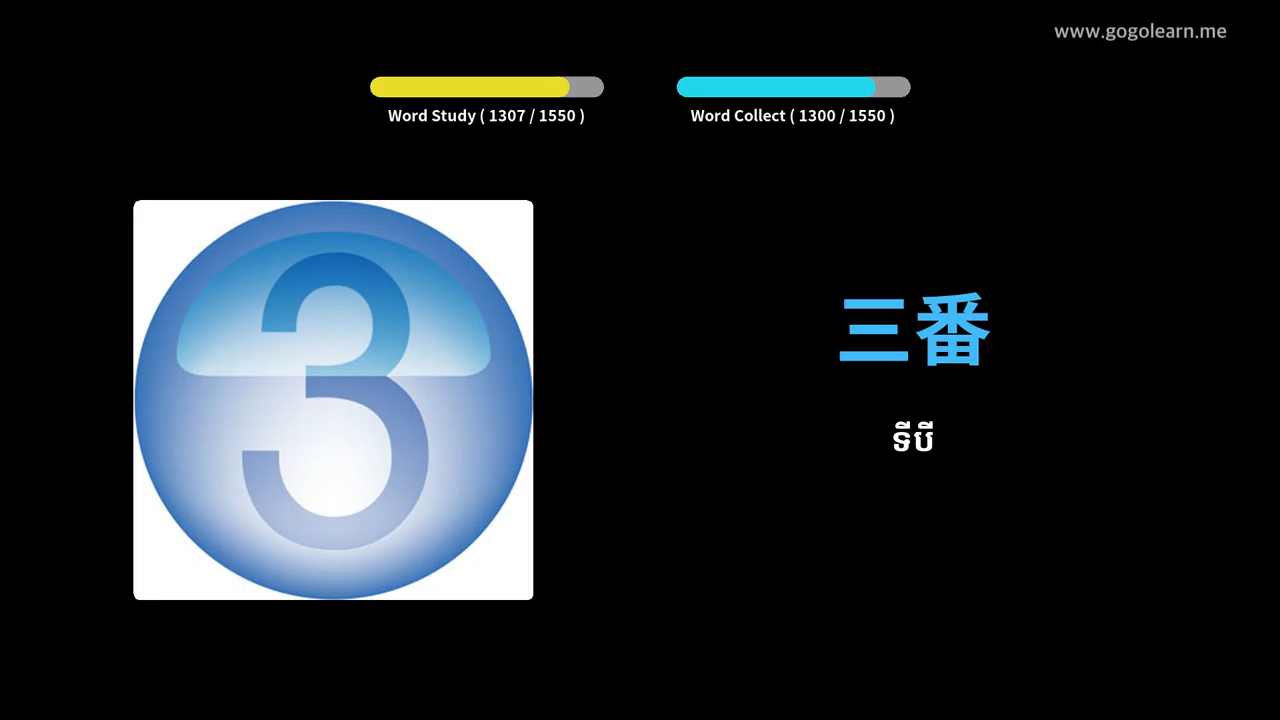 www.gogolearn.me
Word Study ( 1307 / 1550 )
Word Collect ( 1300 / 1550 )
3
三番
ទីបី